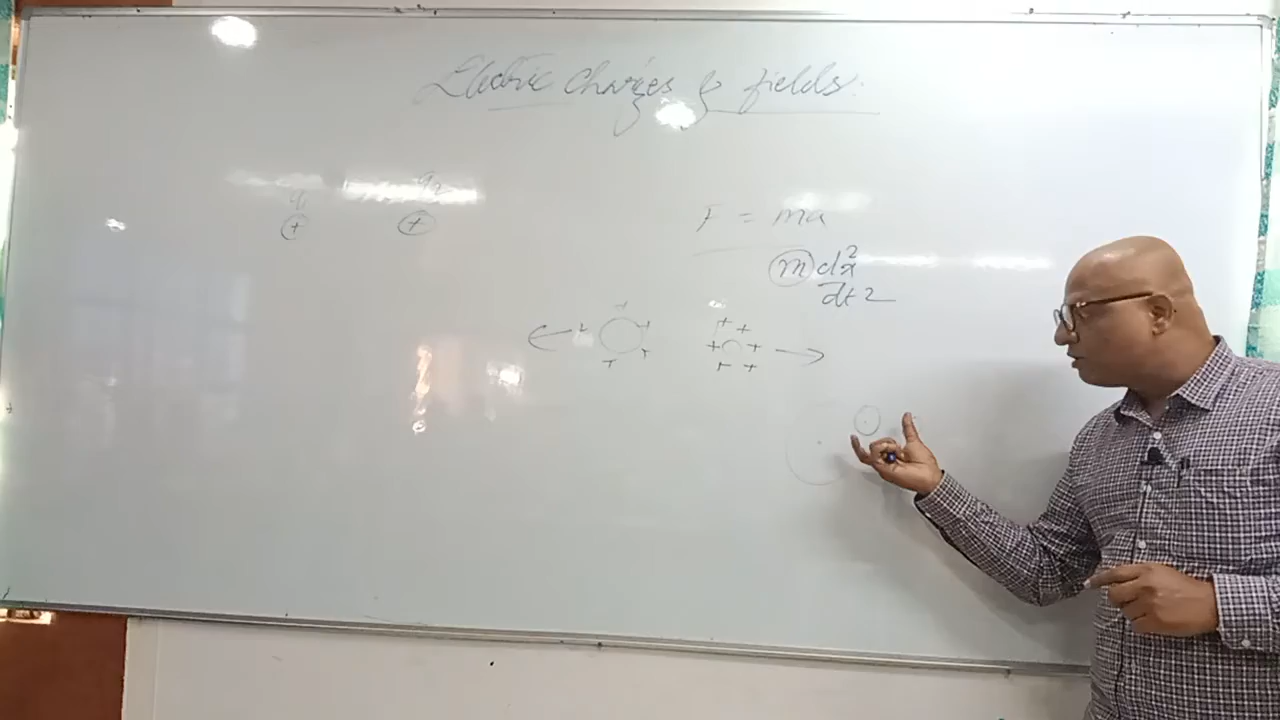 Electric Charges & fields:
q1 q2
+ +
F = ma
m d²x
dt2
+ + + + +
+ + + + + +